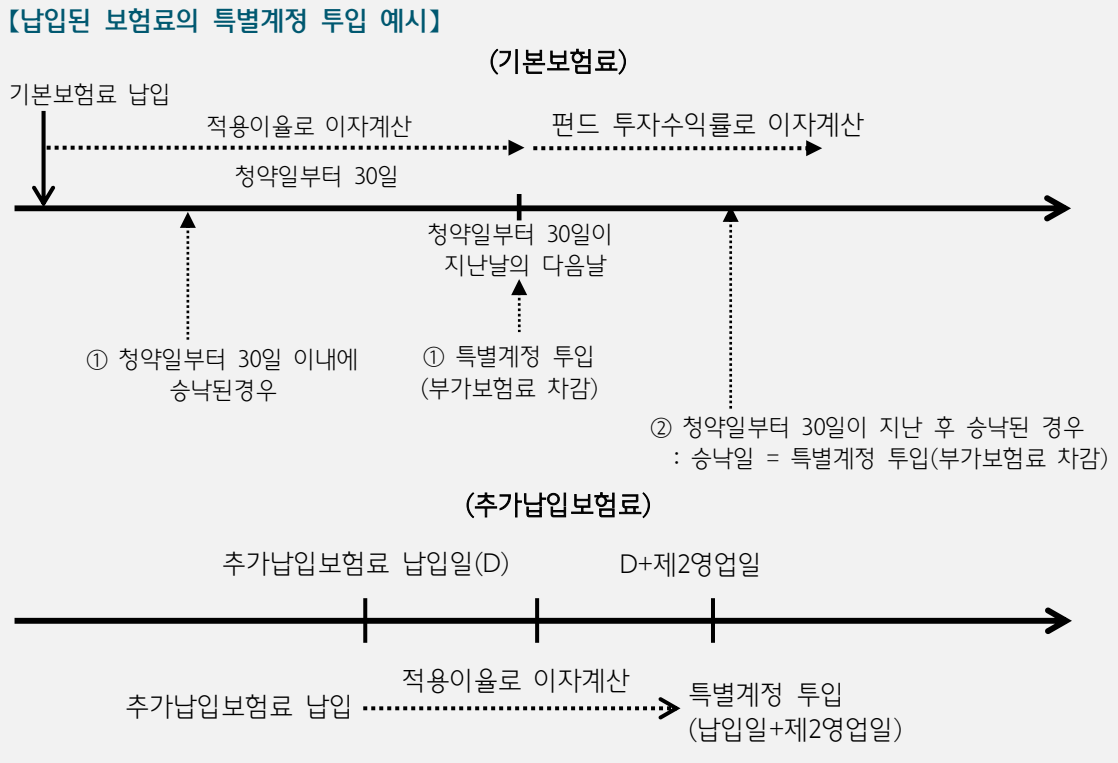 【납입된 보험료의 특별계정 투입 예시】
(기본보험료)
기본보험료 납입
적용이율로 이자계산
펀드 투자수익률로 이자계산
청약일부터 30일
청약일부터 30일이
지난날의 다음날
① 청약일부터 30일 이내에
승낙된경우
① 특별계정 투입
(부가보험료 차감)
② 청약일부터 30일이 지난 후 승낙된 경우
: 승낙일 = 특별계정 투입(부가보험료 차감)
(추가납입보험료)
추가납입보험료 납입일(D)
D+제2영업일
적용이율로 이자계산
추가납입보험료 납입
특별계정 투입
(납입일+제2영업일)